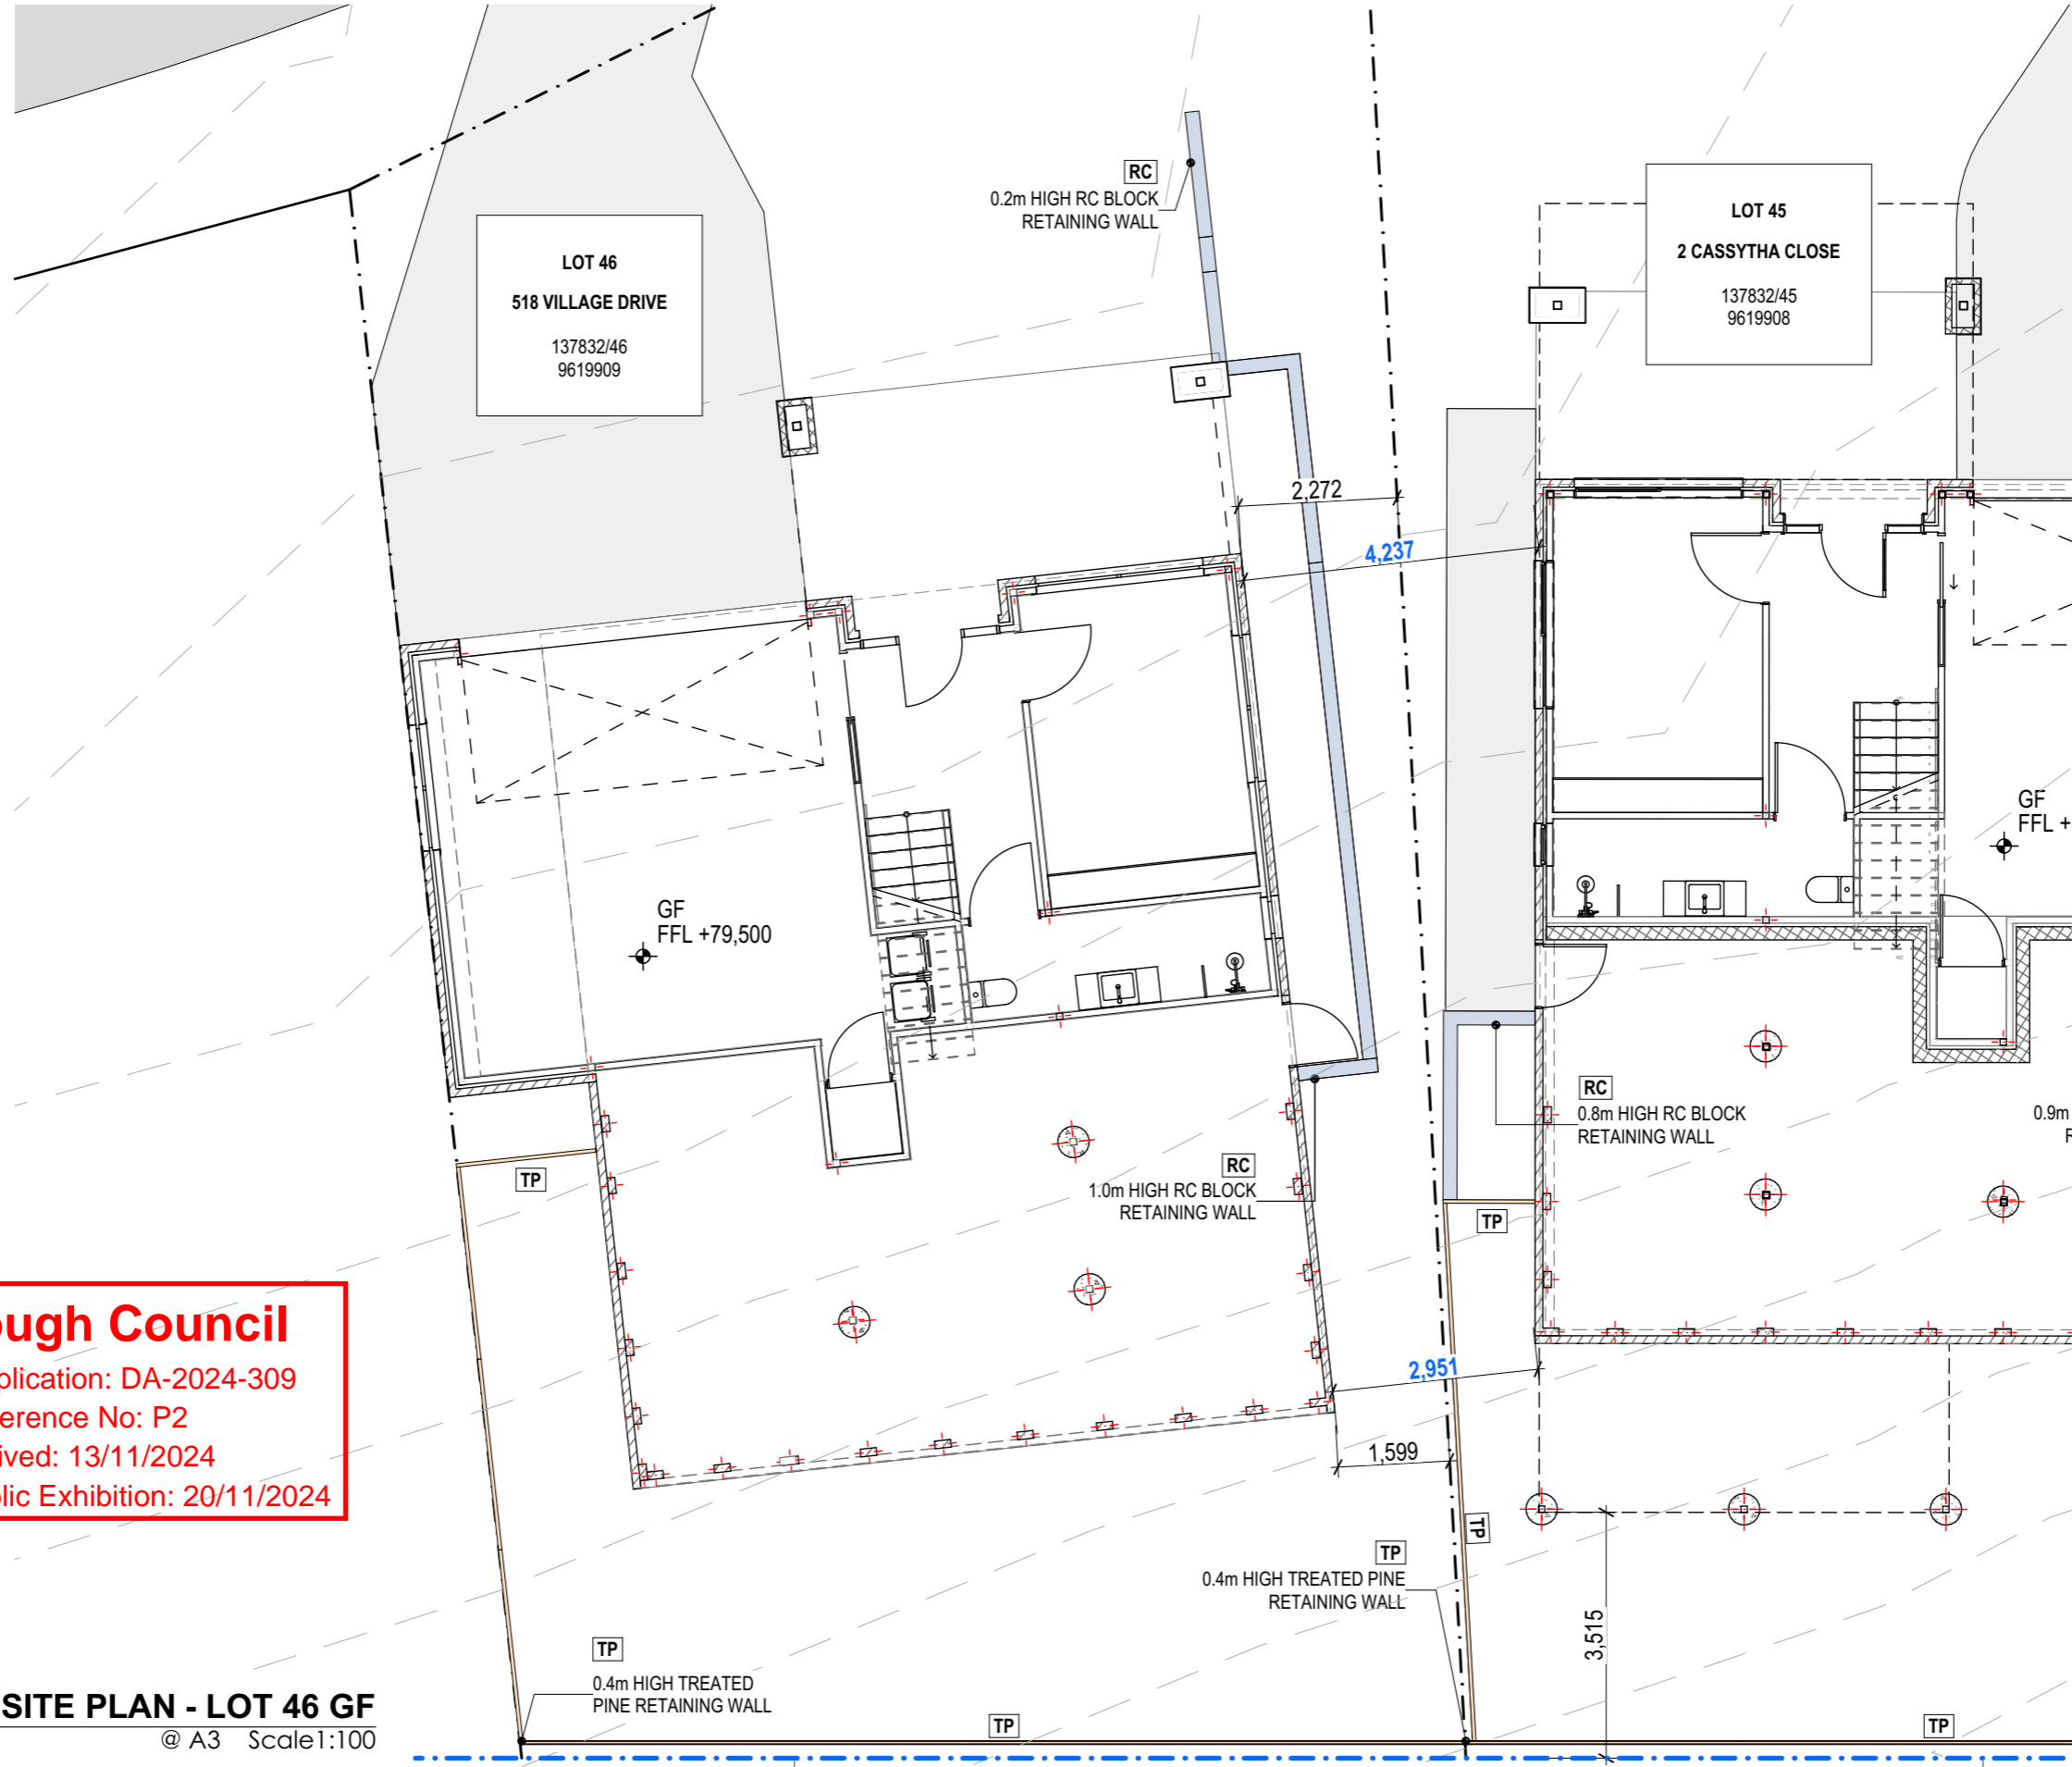 RC
0.2m HIGH RC BLOCK
RETAINING WALL
LOT 46
518 VILLAGE DRIVE
137832/46
9619909
LOT 45
2 CASSYTHA CLOSE
137832/45
9619908
2,272
4,237
GF
FFL +79,500
GF
FFL +
RC
0.8m HIGH RC BLOCK
RETAINING WALL
0.9m
TP
RC
1.0m HIGH RC BLOCK
RETAINING WALL
TP
ough Council
plication: DA-2024-309
erence No: P2
ived: 13/11/2024
lic Exhibition: 20/11/2024
2,951
1,599
TP
TP
0.4m HIGH TREATED PINE
RETAINING WALL
3,515
TP
0.4m HIGH TREATED
PINE RETAINING WALL
SITE PLAN - LOT 46 GF
@ A3 Scale1:100
TP
TP